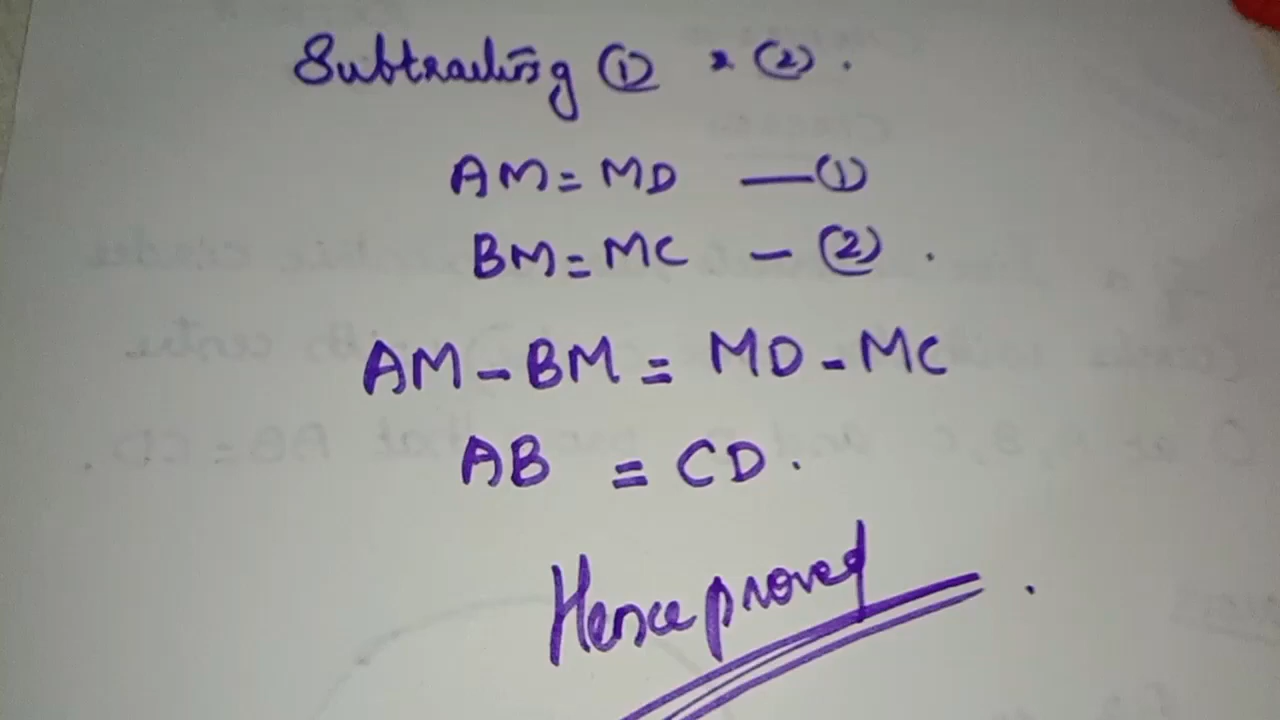 Subtracting (1) & (2).
AM = MD —(1)
BM = MC – (2).
AM - BM = MD - MC
AB = CD.
Hence proved.